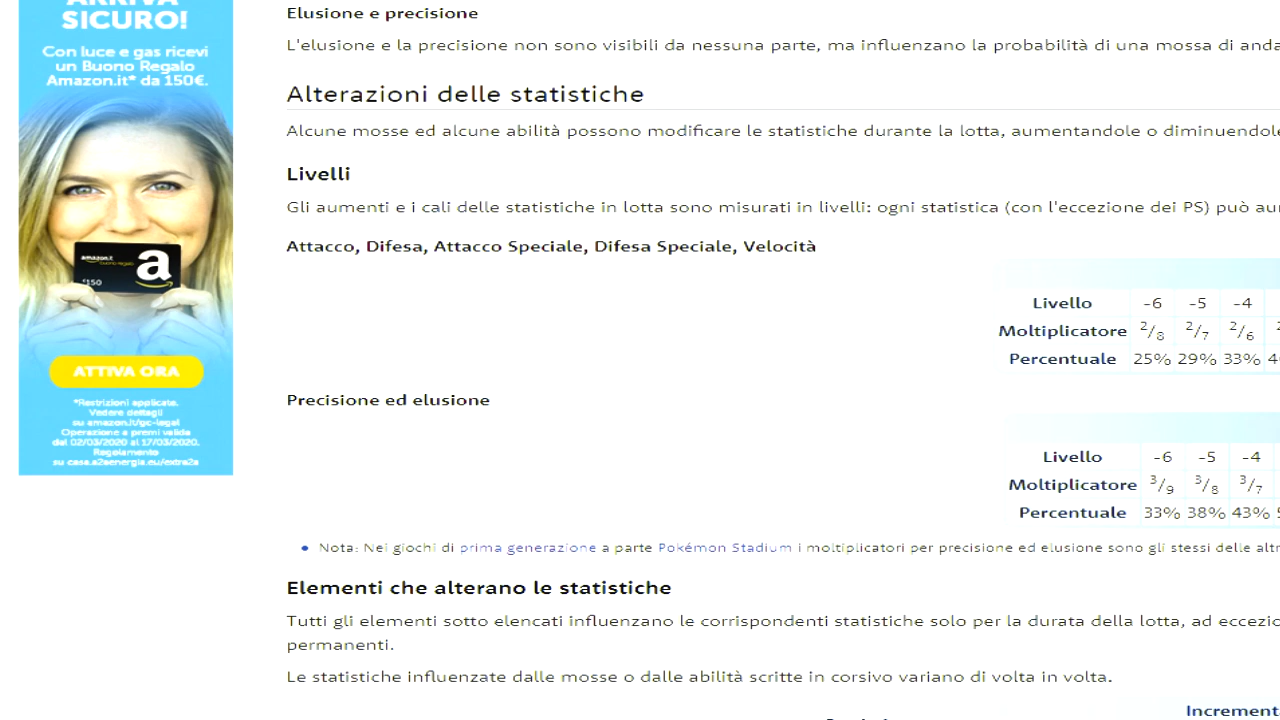 ARRIVA
SICURO!
Con luce e gas ricevi
un Buono Regalo
Amazon.it* da 150€.
amazon.it
buono regalo
€150
a
ATTIVA ORA
*Restrizioni applicate.
Vedere dettagli
su amazon.it/gc-legal
Operazione a premi valida
dal 02/03/2020 al 17/03/2020.
Regolamento
su casa.a2aenergia.eu/extra2a
Elusione e precisione
L'elusione e la precisione non sono visibili da nessuna parte, ma influenzano la probabilità di una mossa di anda
Alterazioni delle statistiche
Alcune mosse ed alcune abilità possono modificare le statistiche durante la lotta, aumentandole o diminuendole
Livelli
Gli aumenti e i cali delle statistiche in lotta sono misurati in livelli: ogni statistica (con l'eccezione dei PS) può au
Attacco, Difesa, Attacco Speciale, Difesa Speciale, Velocità
Livello -6 -5 -4
Moltiplicatore 2/8 2/7 2/6 2
Percentuale 25% 29% 33% 4
Precisione ed elusione
Livello -6 -5 -4
Moltiplicatore 3/9 3/8 3/7
Percentuale 33% 38% 43% 5
• Nota: Nei giochi di prima generazione a parte Pokémon Stadium i moltiplicatori per precisione ed elusione sono gli stessi delle altr
Elementi che alterano le statistiche
Tutti gli elementi sotto elencati influenzano le corrispondenti statistiche solo per la durata della lotta, ad eccezio
permanenti.
Le statistiche influenzate dalle mosse o dalle abilità scritte in corsivo variano di volta in volta.
Increment